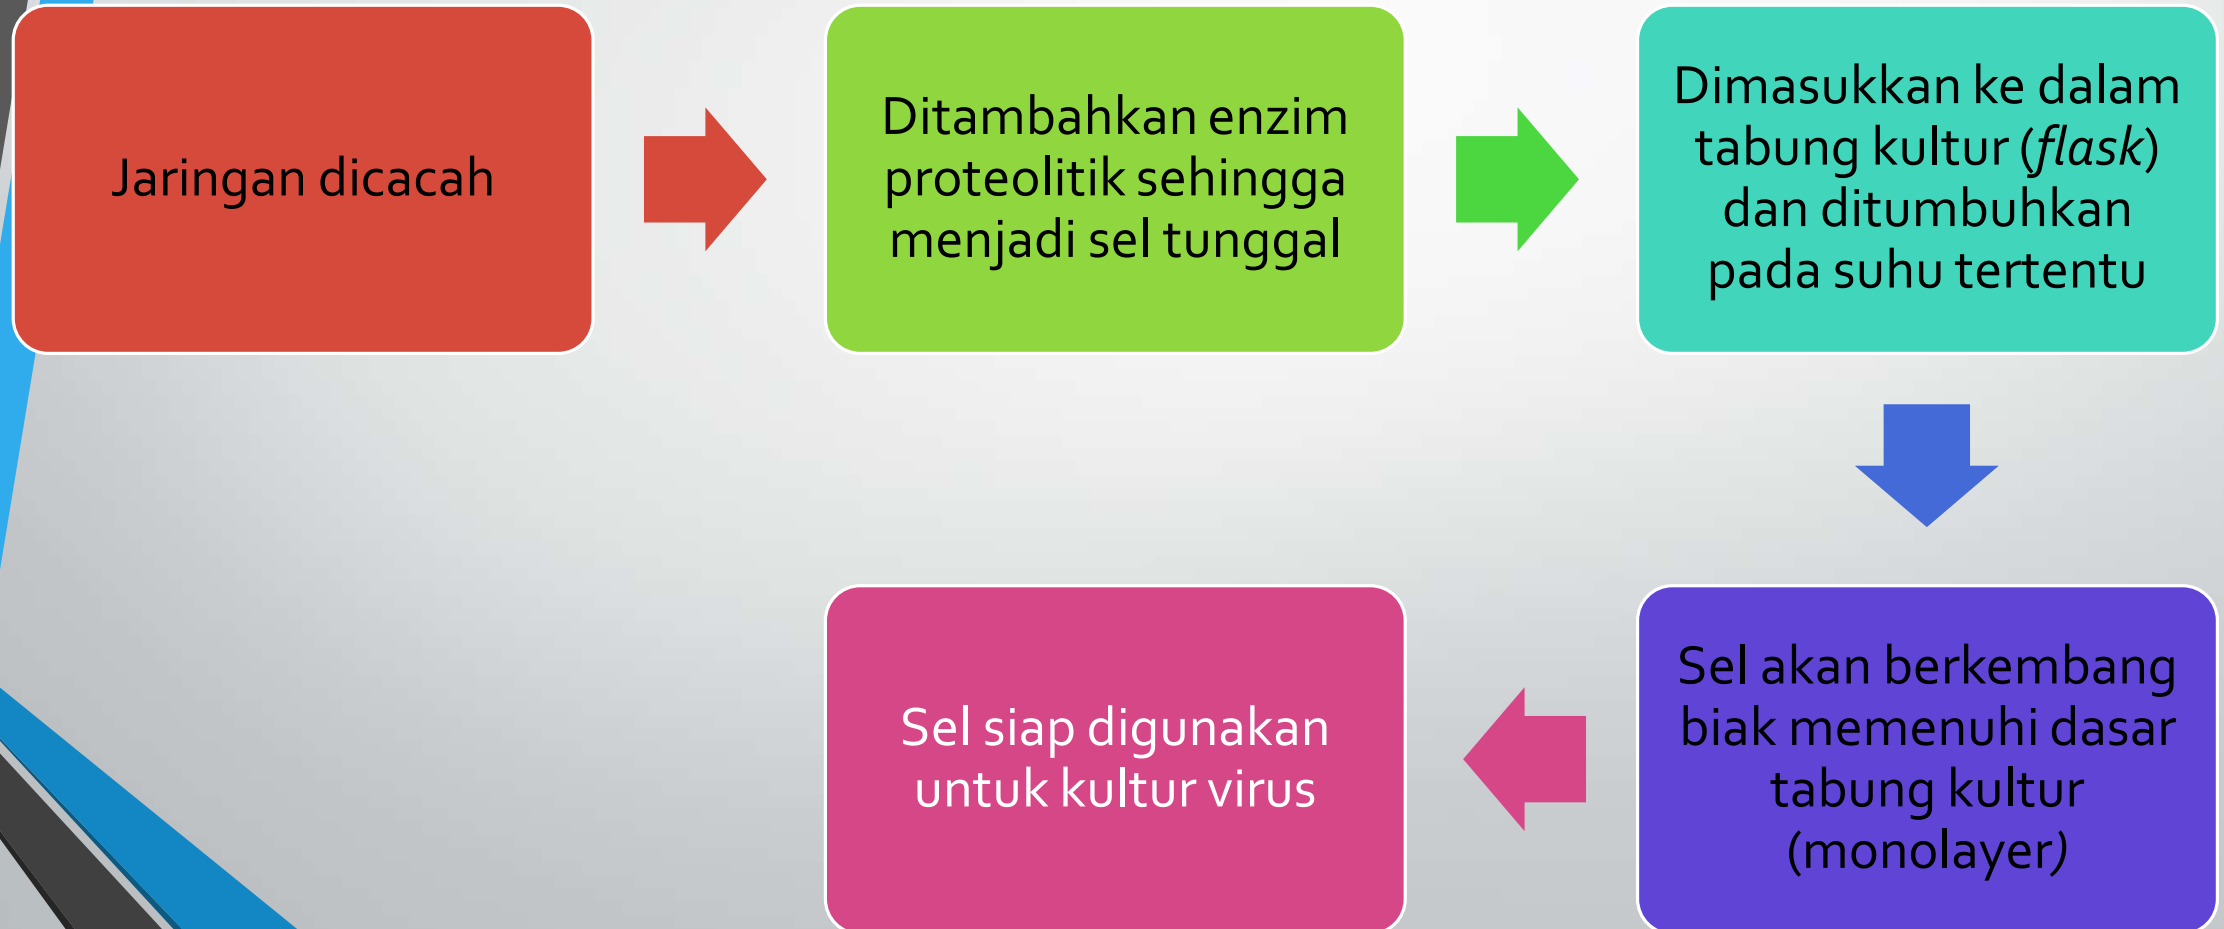 Jaringan dicacah
Ditambahkan enzim
proteolitik sehingga
menjadi sel tunggal
Dimasukkan ke dalam
tabung kultur (flask)
dan ditumbuhkan
pada suhu tertentu
Sel akan berkembang
biak memenuhi dasar
tabung kultur
(monolayer)
Sel siap digunakan
untuk kultur virus